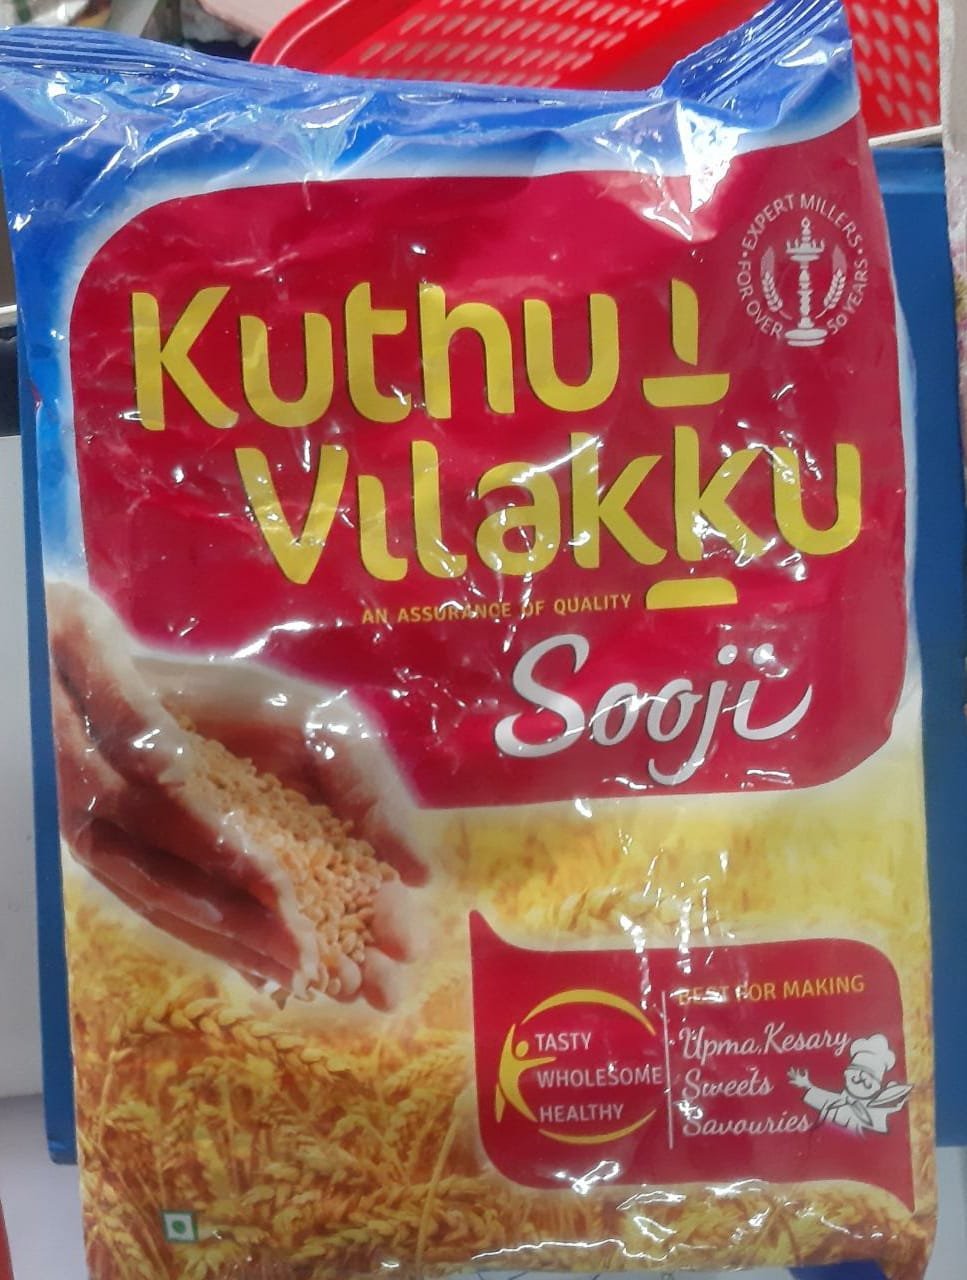 FOR OVER • EXPERT MILLERS • 50 YEARS
Kuthu
Vilakku
AN ASSURANCE OF QUALITY
Sooji
BEST FOR MAKING
TASTY
WHOLESOME
HEALTHY
Upma, Kesary
Sweets
Savouries